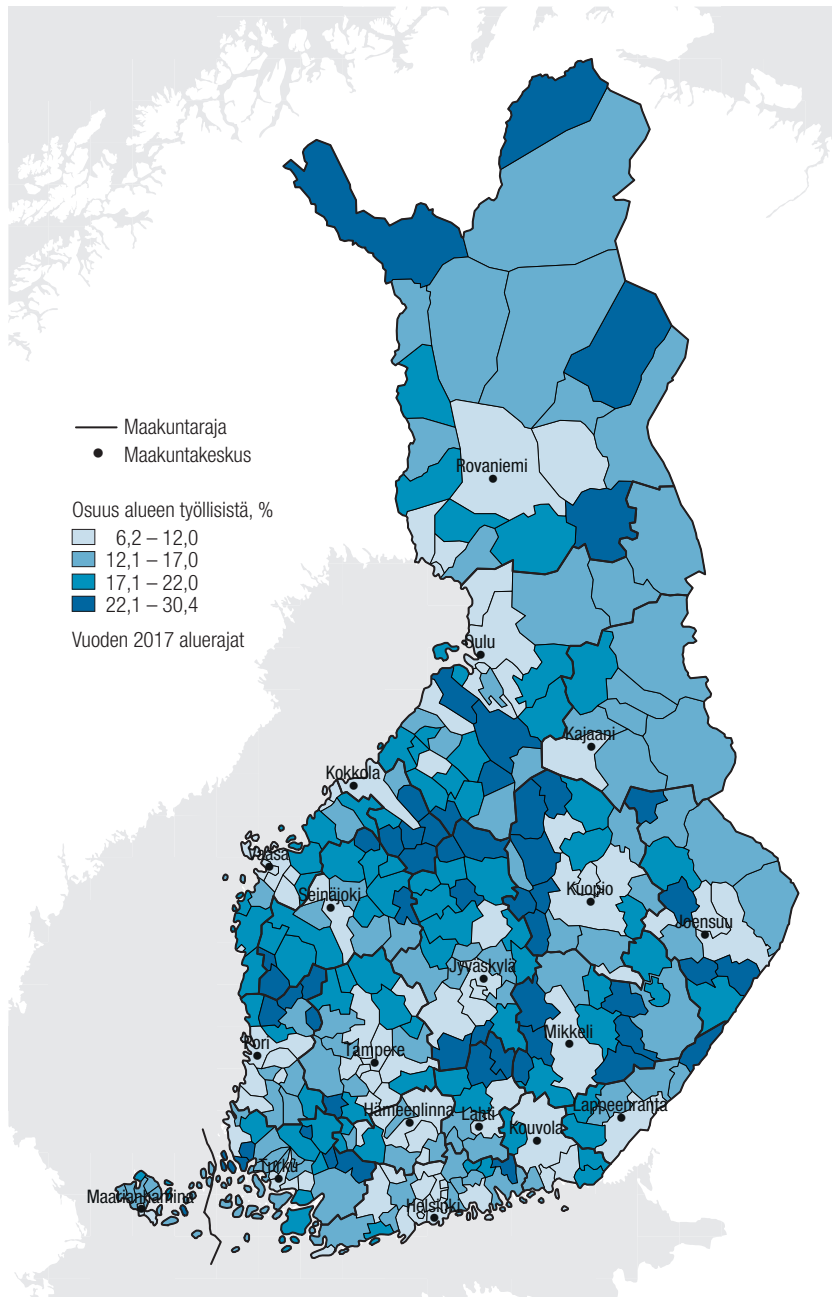 Maakuntaraja
Maakuntakeskus
Rovaniemi
Osuus alueen työllisistä, %
6,2 – 12,0
12,1 – 17,0
17,1 – 22,0
22,1 – 30,4
Vuoden 2017 aluerajat
Oulu
Kajaani
Kokkola
Vaasa
Kuopio
Seinäjoki
Joensuu
Jyväskylä
Mikkeli
Pori
Tampere
Hämeenlinna
Lahti
Lappeenranta
Kouvola
Turku
Maarianhamina
Helsinki